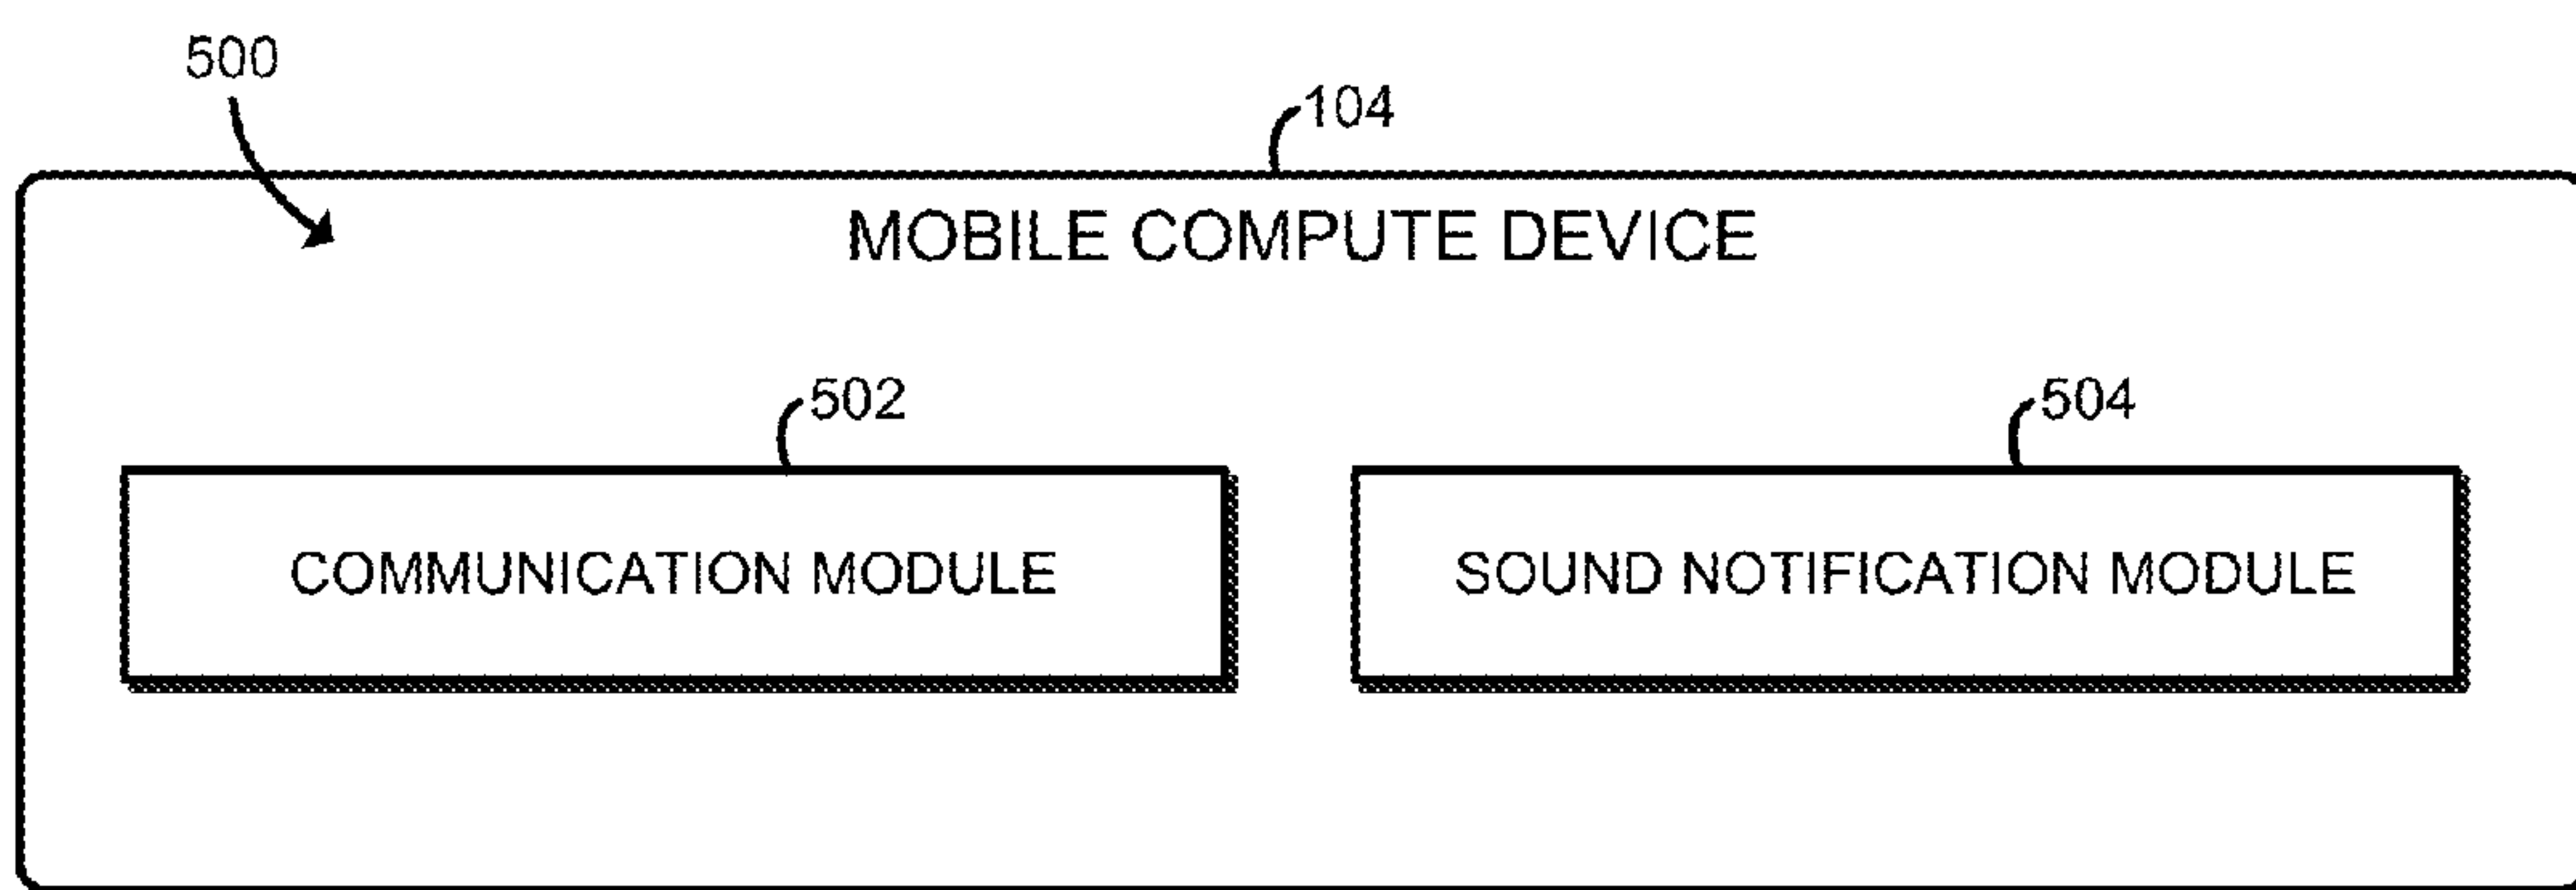 500
104
MOBILE COMPUTE DEVICE
502
504
COMMUNICATION MODULE
SOUND NOTIFICATION MODULE